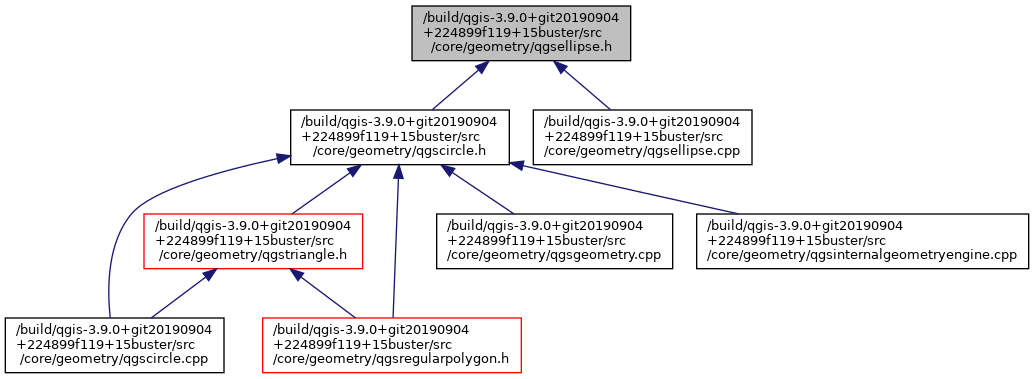 /build/qgis-3.9.0+git20190904
+224899f119+15buster/src
/core/geometry/qgsellipse.h
/build/qgis-3.9.0+git20190904
+224899f119+15buster/src
/core/geometry/qgscircle.h
/build/qgis-3.9.0+git20190904
+224899f119+15buster/src
/core/geometry/qgsellipse.cpp
/build/qgis-3.9.0+git20190904
+224899f119+15buster/src
/core/geometry/qgstriangle.h
/build/qgis-3.9.0+git20190904
+224899f119+15buster/src
/core/geometry/qgsgeometry.cpp
/build/qgis-3.9.0+git20190904
+224899f119+15buster/src
/core/geometry/qgsinternalgeometryengine.cpp
/build/qgis-3.9.0+git20190904
+224899f119+15buster/src
/core/geometry/qgscircle.cpp
/build/qgis-3.9.0+git20190904
+224899f119+15buster/src
/core/geometry/qgsregularpolygon.h